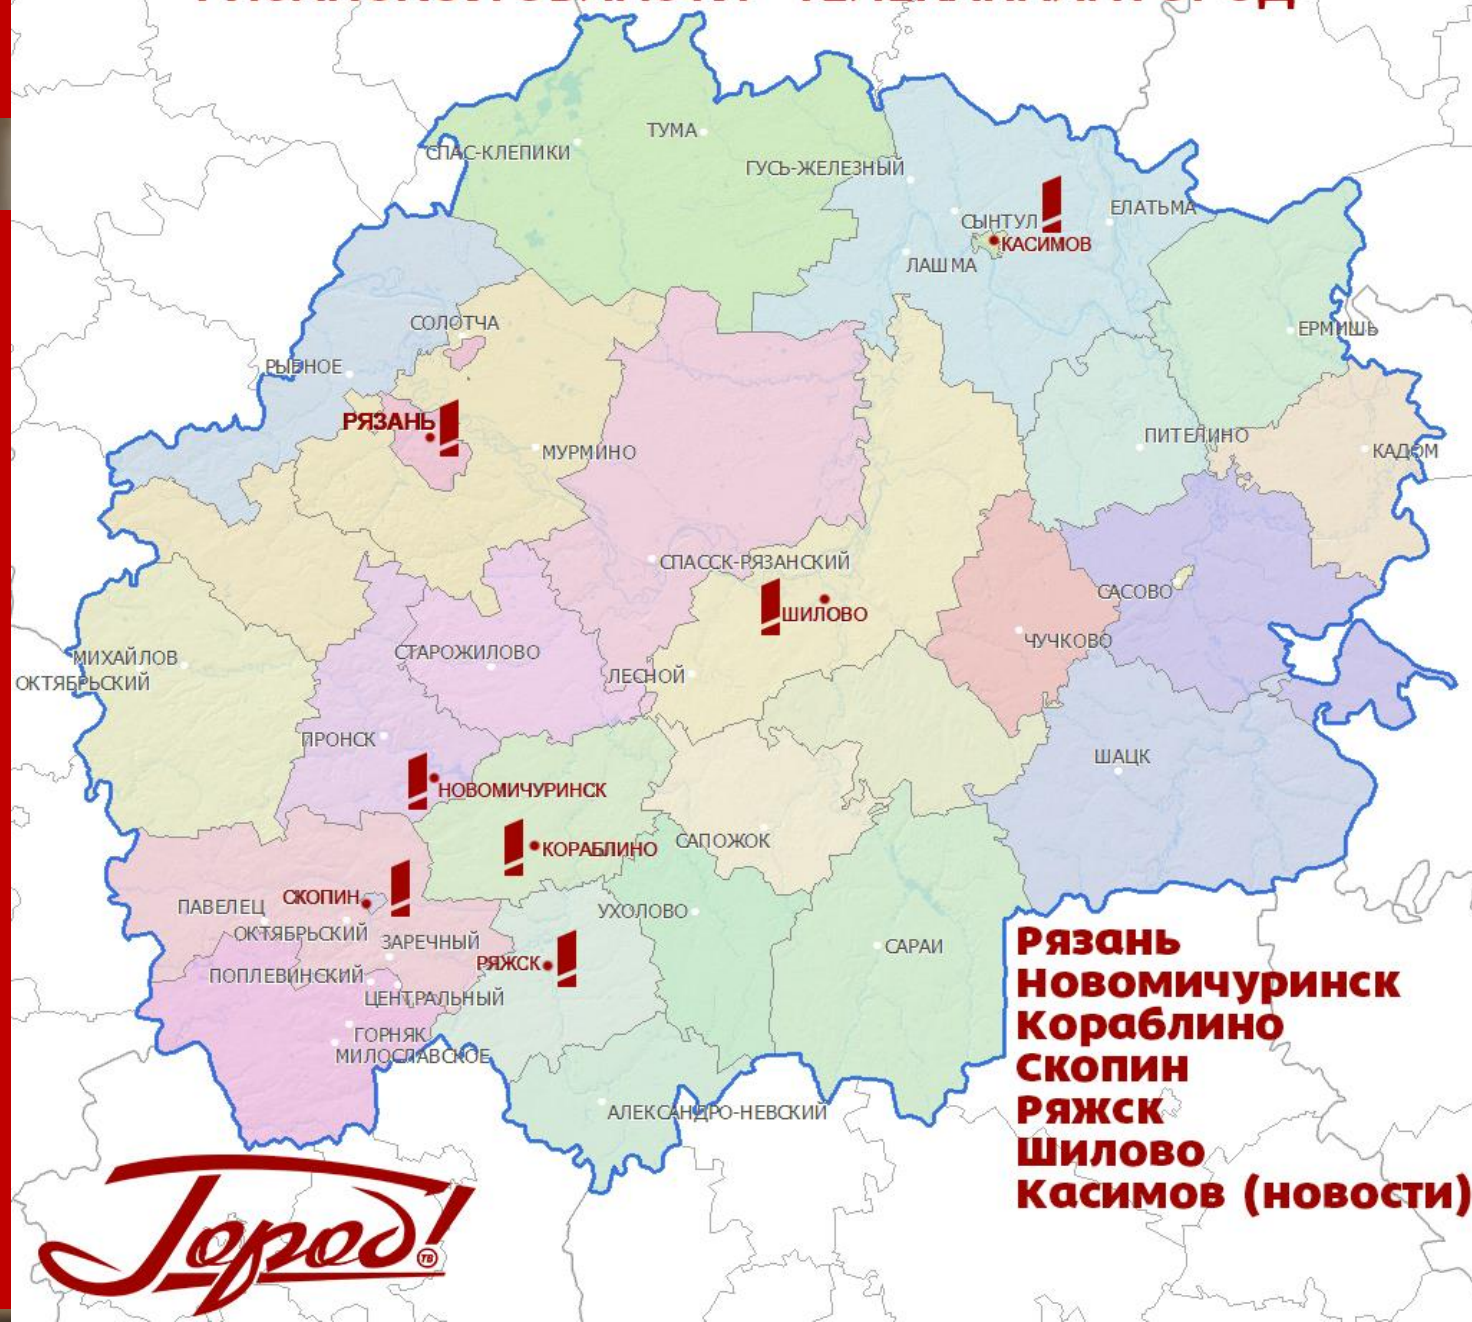 ТУМА
СПАС-КЛЕПИКИ
ГУСЬ-ЖЕЛЕЗНЫЙ
СЫНТУЛ
ЕЛАТЬМА
КАСИМОВ
ЛАШМА
СОЛОТЧА
ЕРМИШЬ
РЫБНОЕ
РЯЗАНЬ
МУРМИНО
ПИТЕЛИНО
КАДОМ
СПАССК-РЯЗАНСКИЙ
САСОВО
ШИЛОВО
ЧУЧКОВО
МИХАЙЛОВ
СТАРОЖИЛОВО
ОКТЯБРЬСКИЙ
ЛЕСНОЙ
ПРОНСК
ШАЦК
НОВОМИЧУРИНСК
САПОЖОК
КОРАБЛИНО
СКОПИН
ПАВЕЛЕЦ
УХОЛОВО
ОКТЯБРЬСКИЙ
ЗАРЕЧНЫЙ
САРАИ
РЯЖСК
ПОПЛЕВИНСКИЙ
ЦЕНТРАЛЬНЫЙ
ГОРНЯК
МИЛОСЛАВСКОЕ
АЛЕКСАНДРО-НЕВСКИЙ
Рязань
Новомичуринск
Кораблино
Скопин
Ряжск
Шилово
Касимов (новости)
Город!
ТВ